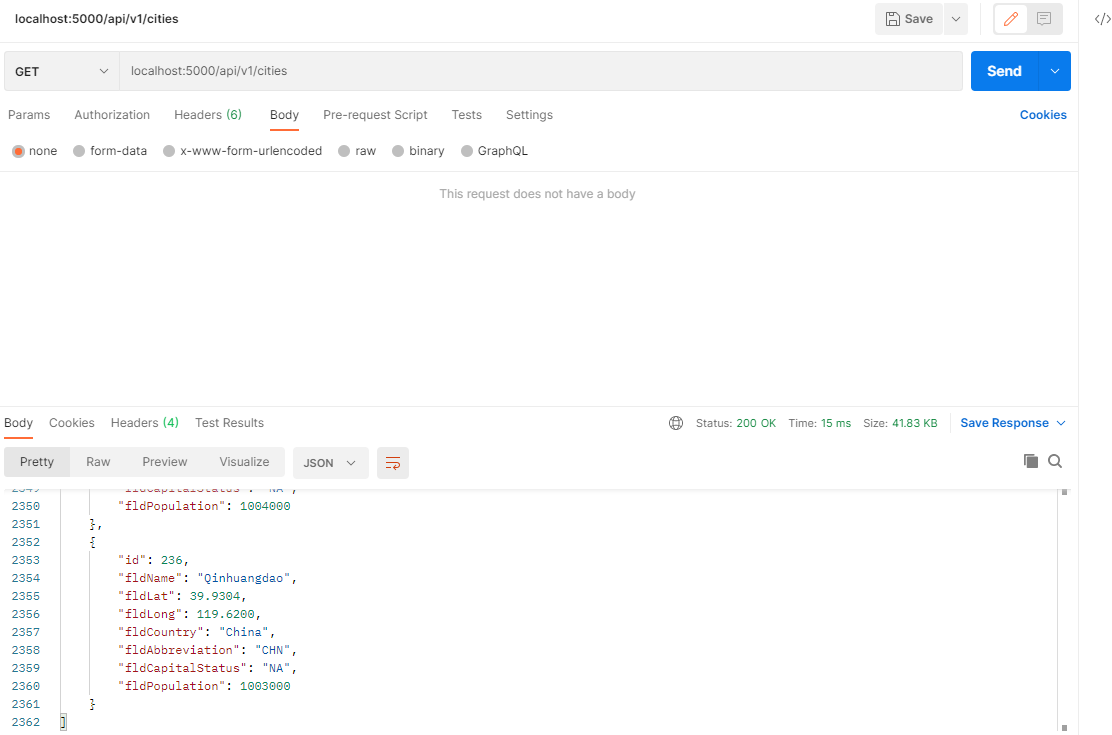 localhost:5000/api/v1/cities
Save
GET
localhost:5000/api/v1/cities
Send
Params Authorization Headers (6) Body Pre-request Script Tests Settings Cookies
none form-data x-www-form-urlencoded raw binary GraphQL
This request does not have a body
Body Cookies Headers (4) Test Results Status: 200 OK Time: 15 ms Size: 41.83 KB Save Response
Pretty Raw Preview Visualize JSON
2349 "fldCapitalStatus": "NA",
2350 "fldPopulation": 1004000
2351 },
2352 {
2353 "id": 236,
2354 "fldName": "Qinhuangdao",
2355 "fldLat": 39.9304,
2356 "fldLong": 119.6200,
2357 "fldCountry": "China",
2358 "fldAbbreviation": "CHN",
2359 "fldCapitalStatus": "NA",
2360 "fldPopulation": 1003000
2361 }
2362 ]